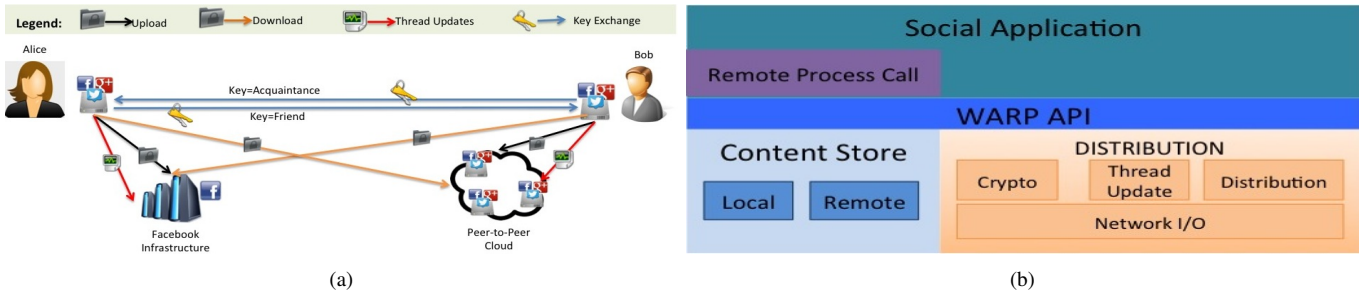 Legend:
Upload
Download
Thread Updates
Key Exchange
Alice
Bob
Key=Acquaintance
Key=Friend
Facebook
Infrastructure
Peer-to-Peer
Cloud
(a)
Social Application
Remote Process Call
WARP API
Content Store
Local
Remote
DISTRIBUTION
Crypto
Thread
Update
Distribution
Network I/O
(b)